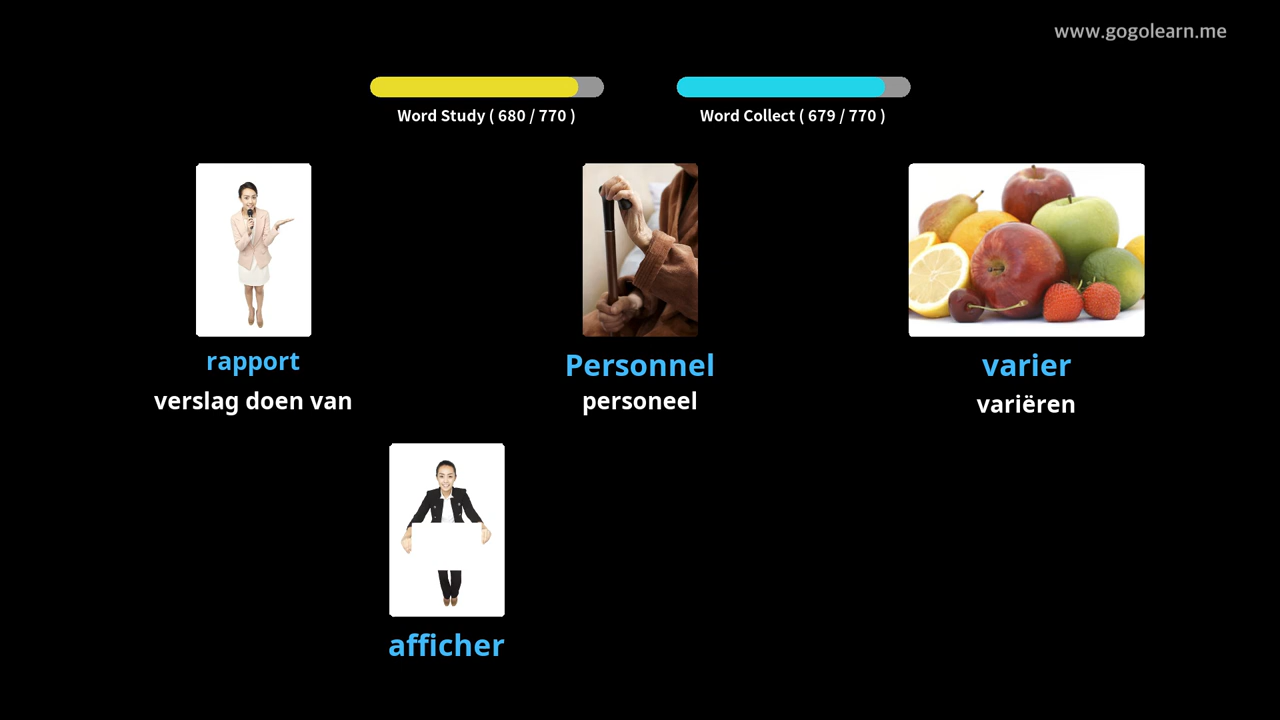 www.gogolearn.me
Word Study ( 680 / 770 )
Word Collect ( 679 / 770 )
rapport
verslag doen van
Personnel
personeel
varier
variëren
afficher